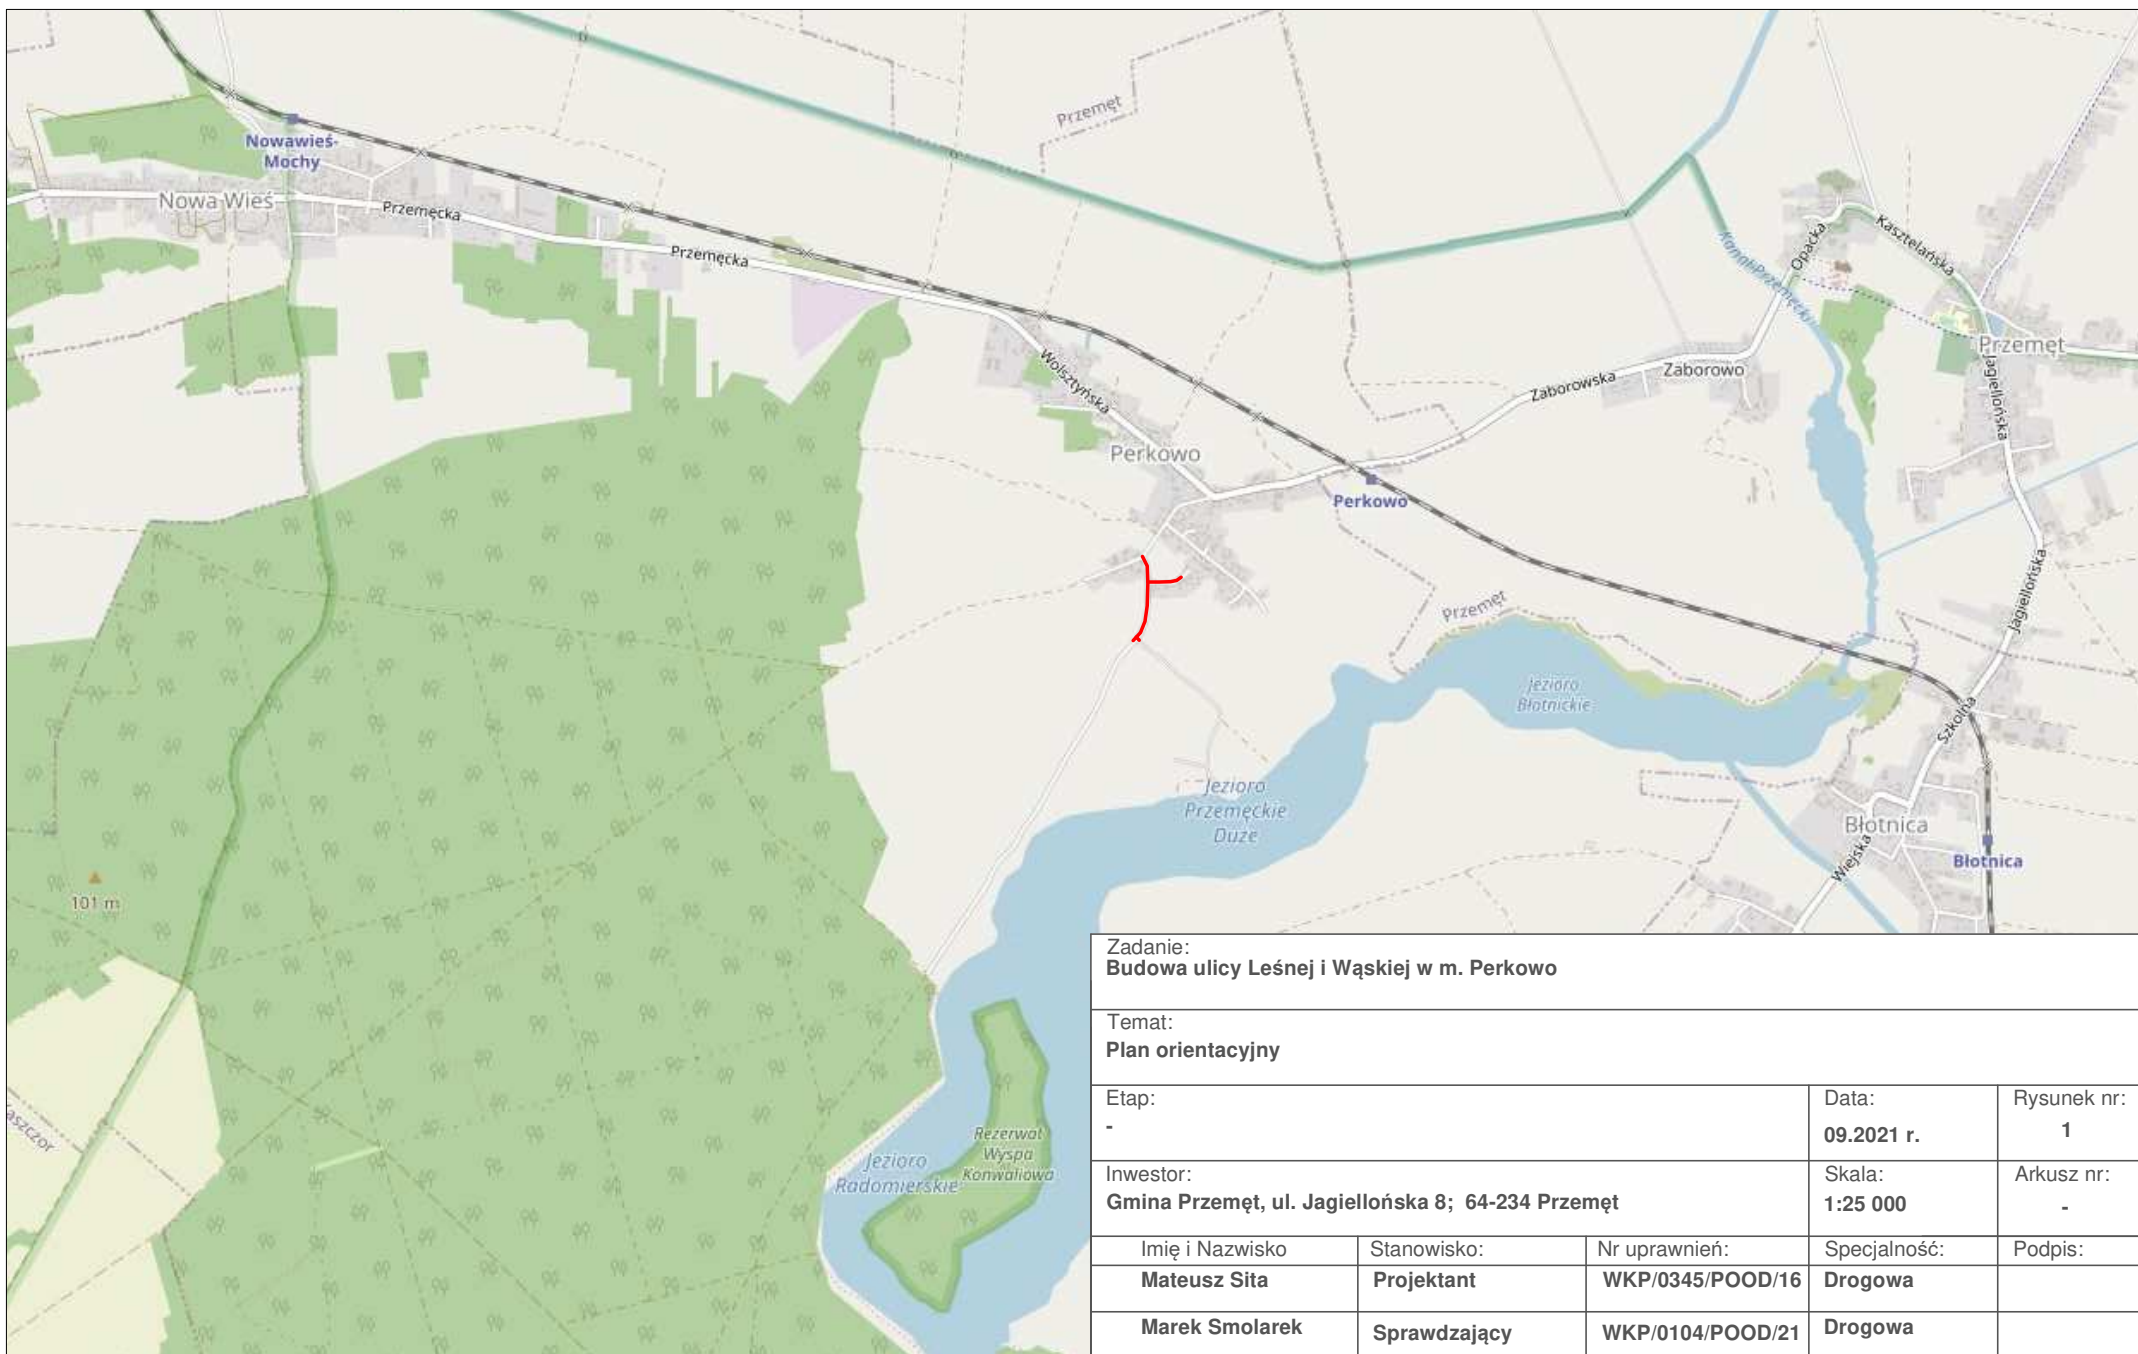 Przemęt
Nowawieś-
Mochy
Nowa Wieś
Przemęcka
Przemęcka
Opacka
Kasztelańska
Kanał Przemęcki
Przemęt
Jagiellońska
Zaborowo
Zaborowska
Wolsztyńska
Perkowo
Perkowo
Jagiellońska
Przemęt
Jezioro
Błotnickie
Szkolna
Jezioro
Przemęckie
Duże
Błotnica
Wiejska
Błotnica
101 m
Kaszczor
Rezerwat
Wyspa
Konwaliowa
Jezioro
Radomierskie
Zadanie:
Budowa ulicy Leśnej i Wąskiej w m. Perkowo
Temat:
Plan orientacyjny
Etap:
-
Data:
09.2021 r.
Rysunek nr:
1
Inwestor:
Gmina Przemęt, ul. Jagiellońska 8; 64-234 Przemęt
Skala:
1:25 000
Arkusz nr:
-
Imię i Nazwisko Stanowisko: Nr uprawnień: Specjalność: Podpis:
Mateusz Sita Projektant WKP/0345/POOD/16 Drogowa
Marek Smolarek Sprawdzający WKP/0104/POOD/21 Drogowa